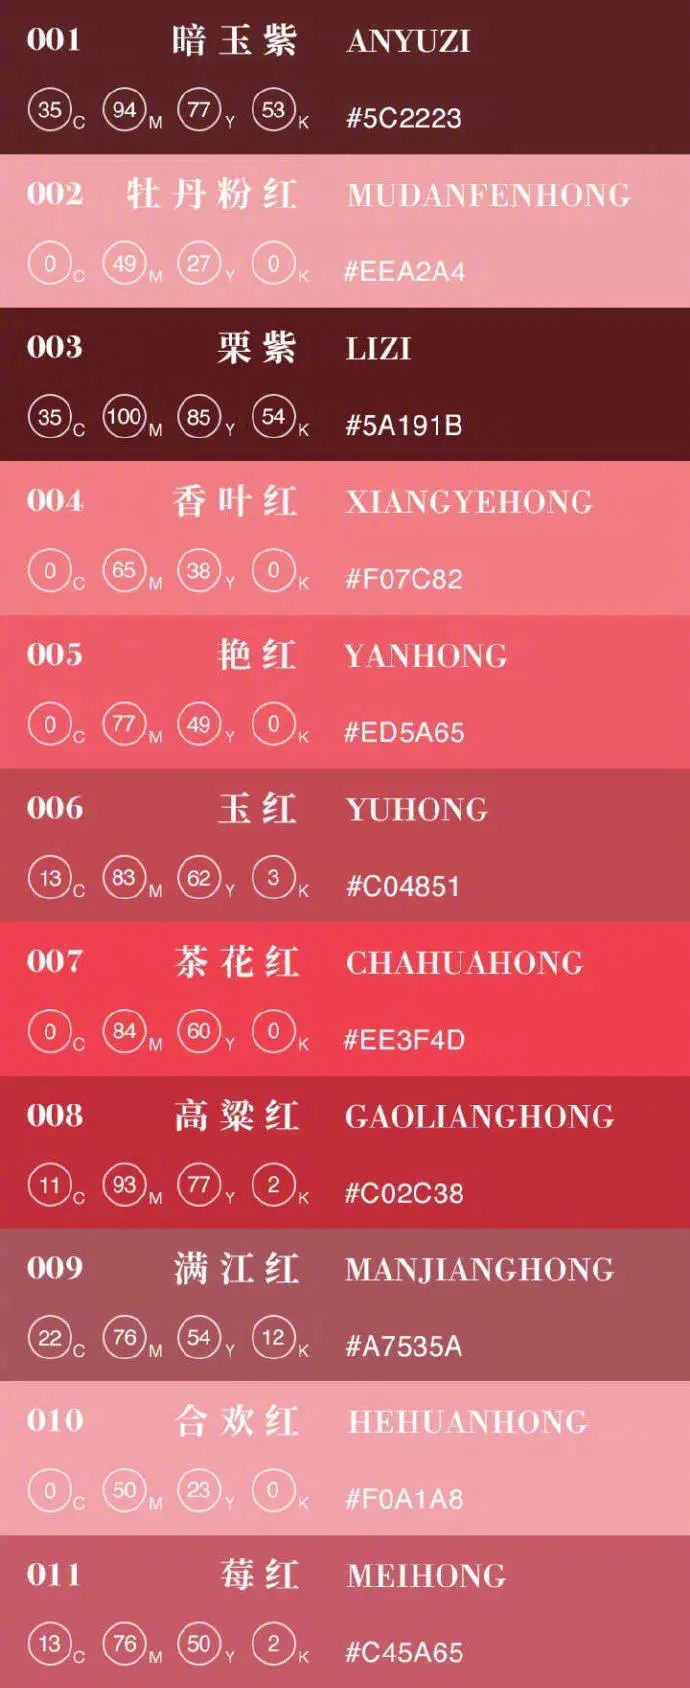 001 暗玉紫 ANYUZI
35 C 94 M 77 Y 53 K #5C2223
002 牡丹粉红 MUDANFENHONG
0 C 49 M 27 Y 0 K #EEA2A4
003 栗紫 LIZI
35 C 100 M 85 Y 54 K #5A191B
004 香叶红 XIANGYEHONG
0 C 65 M 38 Y 0 K #F07C82
005 艳红 YANHONG
0 C 77 M 49 Y 0 K #ED5A65
006 玉红 YUHONG
13 C 83 M 62 Y 3 K #C04851
007 茶花红 CHAHUAHONG
0 C 84 M 60 Y 0 K #EE3F4D
008 高粱红 GAOLIANGHONG
11 C 93 M 77 Y 2 K #C02C38
009 满江红 MANJIANGHONG
22 C 76 M 54 Y 12 K #A7535A
010 合欢红 HEHUANHONG
0 C 50 M 23 Y 0 K #F0A1A8
011 莓红 MEIHONG
13 C 76 M 50 Y 2 K #C45A65